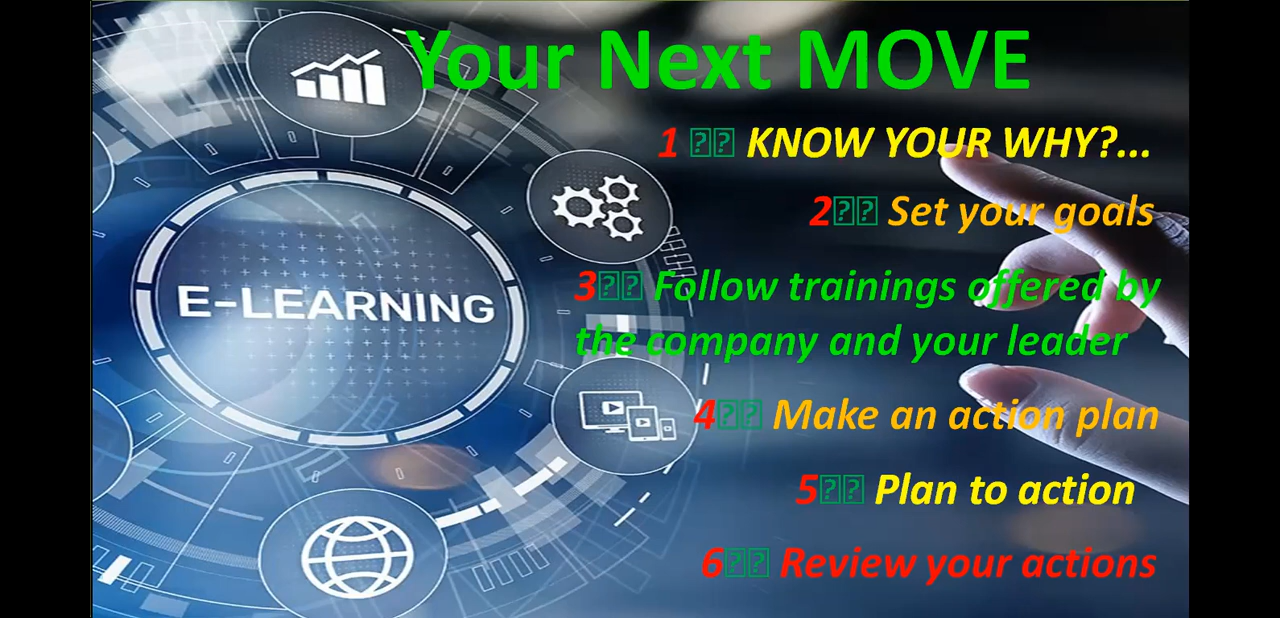 Your Next MOVE
1 KNOW YOUR WHY?...
2 Set your goals
3 Follow trainings offered by
the company and your leader
4 Make an action plan
5 Plan to action
6 Review your actions
E-LEARNING